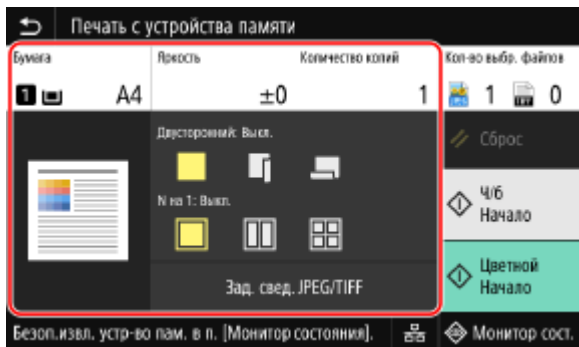 Печать с устройства памяти
Бумага
Яркость
Количество копий
Кол-во выбр. файлов
1
A4
±0
1
JPEG
1
TXT
0
Двусторонний: Выкл.
Сброс
N на 1: Выкл.
Ч/б
Начало
Цветной
Начало
Зад. свед. JPEG/TIFF
Безоп.извл. устр-во пам. в п. [Монитор состояния].
Монитор сост.